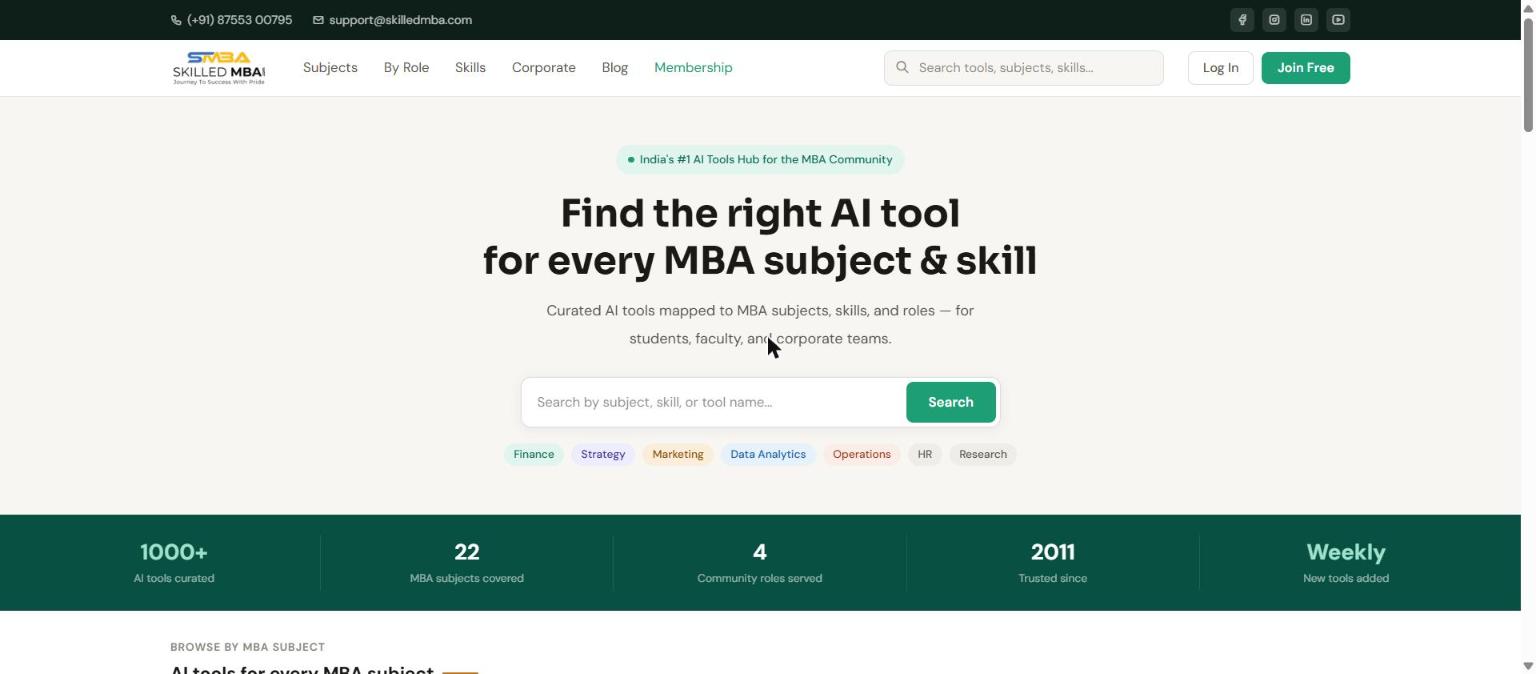 (+91) 87553 00795
support@skilledmba.com
SMBA
SKILLED MBA
Journey To Success With Pride
Subjects
By Role
Skills
Corporate
Blog
Membership
Search tools, subjects, skills...
Log In
Join Free
India's #1 AI Tools Hub for the MBA Community
Find the right AI tool
for every MBA subject & skill
Curated AI tools mapped to MBA subjects, skills, and roles — for
students, faculty, and corporate teams.
Search by subject, skill, or tool name...
Search
Finance
Strategy
Marketing
Data Analytics
Operations
HR
Research
1000+
AI tools curated
22
MBA subjects covered
4
Community roles served
2011
Trusted since
Weekly
New tools added
BROWSE BY MBA SUBJECT
AI tools for every MBA subject